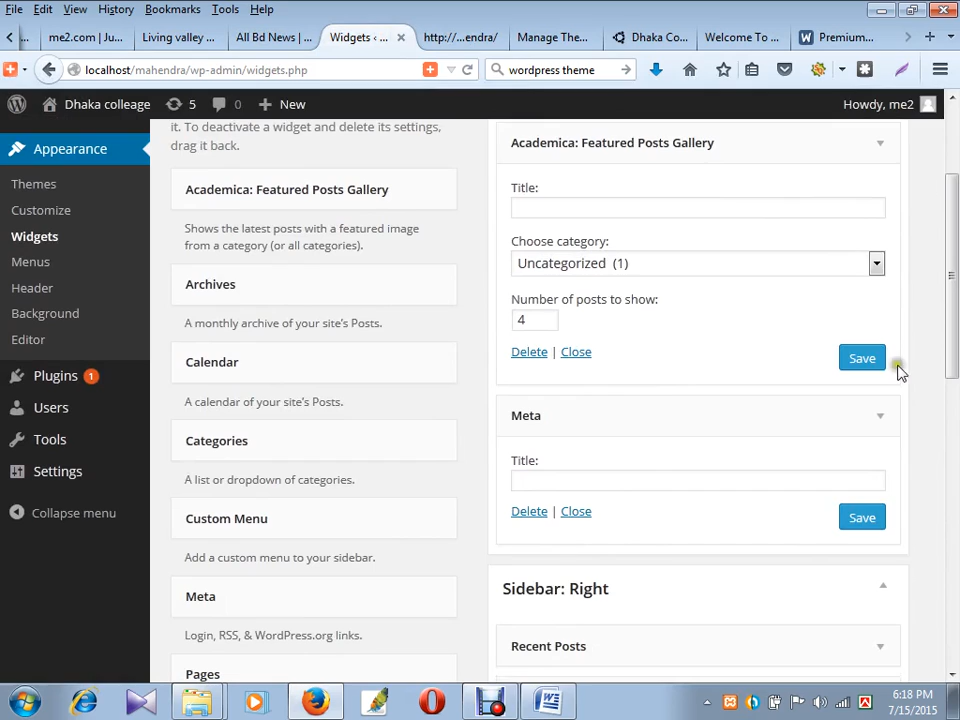 File Edit View History Bookmarks Tools Help
... me2.com | Ju... Living valley ... All Bd News | ... Widgets ‹ ... × http://...endra/ Manage The... Dhaka Co... Welcome To ... Premium...
localhost/mahendra/wp-admin/widgets.php wordpress theme
Dhaka colleage 5 0 + New Howdy, me2
Appearance
Themes
Customize
Widgets
Menus
Header
Background
Editor
Plugins 1
Users
Tools
Settings
Collapse menu
it. To deactivate a widget and delete its settings,
drag it back.
Academica: Featured Posts Gallery
Shows the latest posts with a featured image
from a category (or all categories).
Archives
A monthly archive of your site's Posts.
Calendar
A calendar of your site's Posts.
Categories
A list or dropdown of categories.
Custom Menu
Add a custom menu to your sidebar.
Meta
Login, RSS, & WordPress.org links.
Pages
Academica: Featured Posts Gallery
Title:
Choose category:
Uncategorized (1)
Number of posts to show:
4
Delete | Close
Save
Meta
Title:
Delete | Close
Save
Sidebar: Right
Recent Posts
6:18 PM
7/15/2015